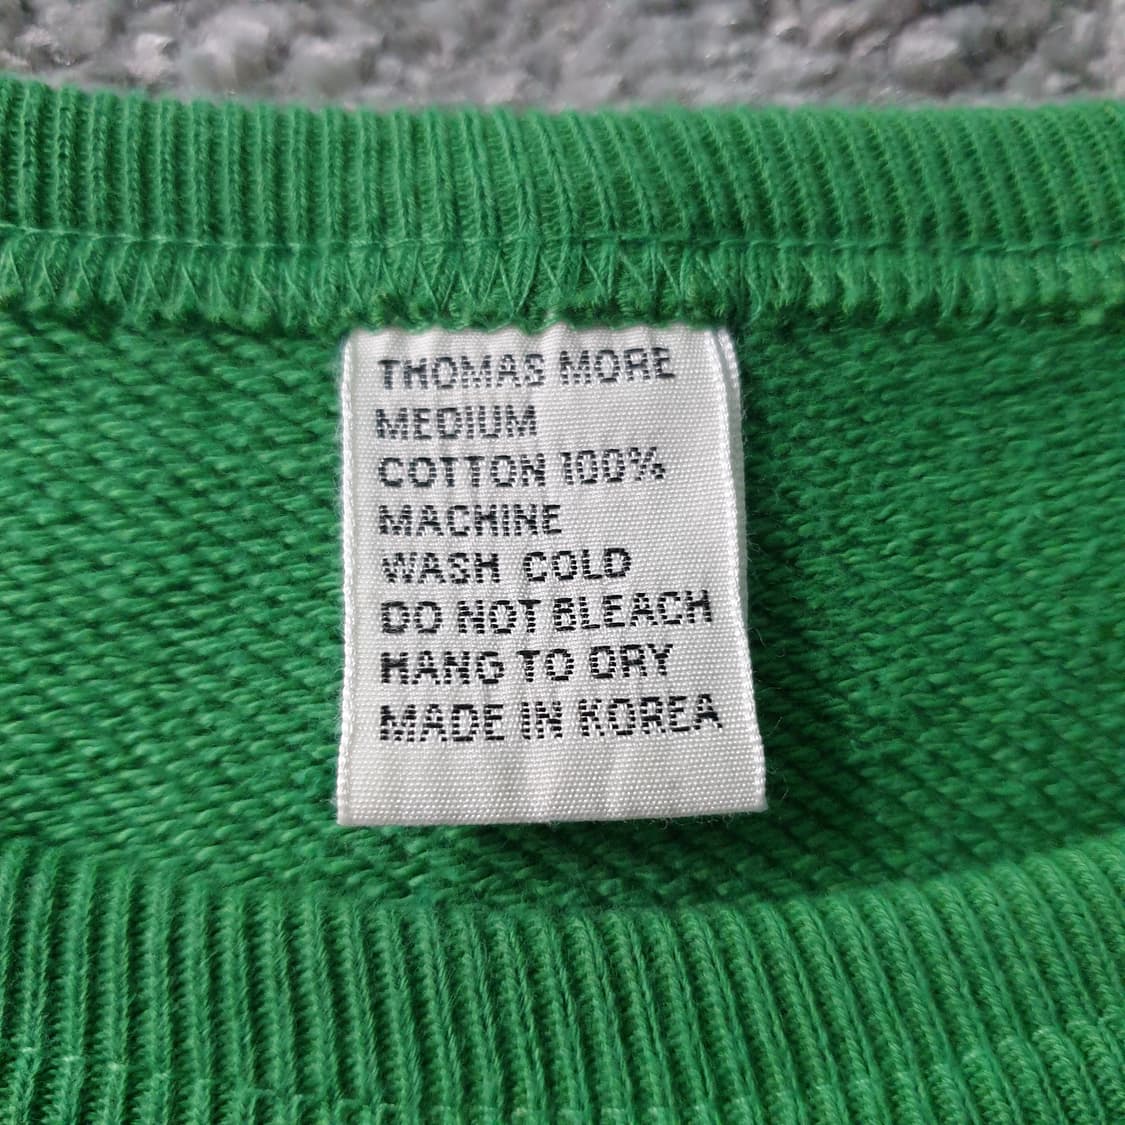 THOMAS MORE
MEDIUM
COTTON 100%
MACHINE
WASH COLD
DO NOT BLEACH
HANG TO DRY
MADE IN KOREA